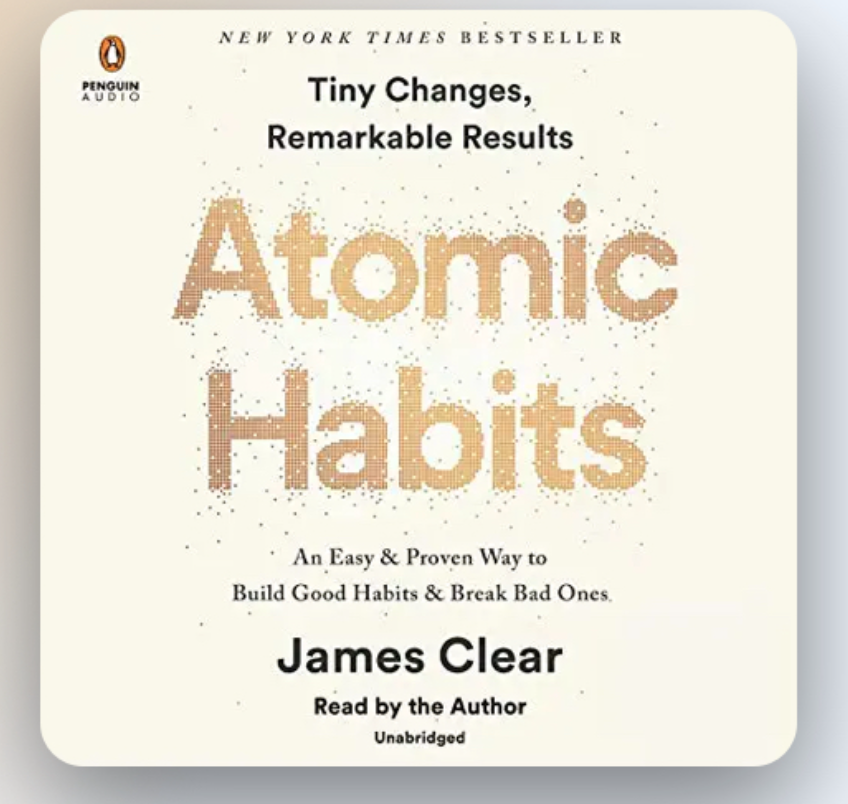 NEW YORK TIMES BESTSELLER
PENGUIN
AUDIO
Tiny Changes,
Remarkable Results
Atomic
Habits
An Easy & Proven Way to
Build Good Habits & Break Bad Ones
James Clear
Read by the Author
Unabridged